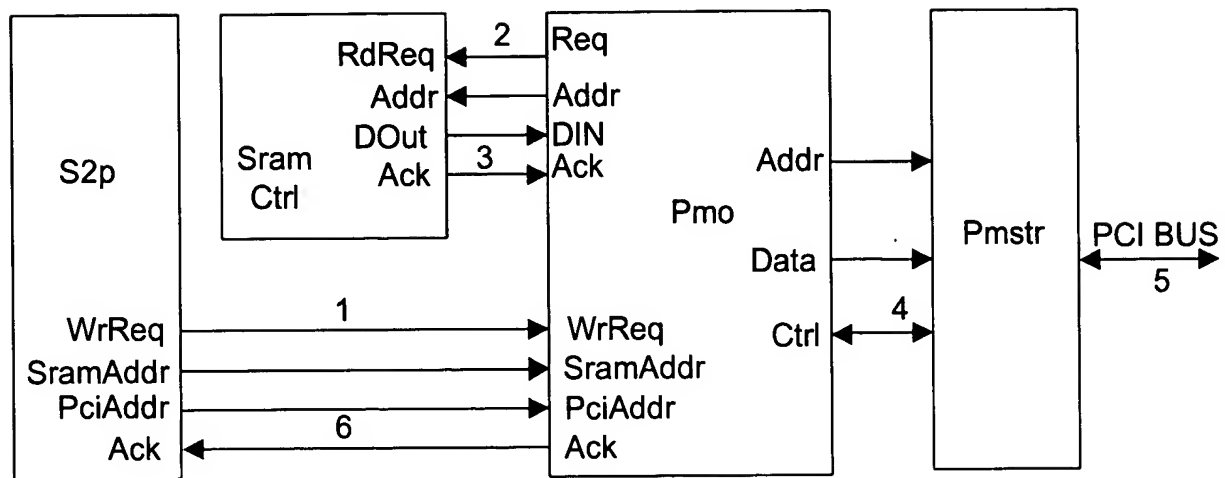 S2p
WrReq
SramAddr
PciAddr
Ack
RdReq
Addr
DOut
Ack
Sram
Ctrl
2
3
1
6
Req
Addr
DIN
Ack
Pmo
Addr
Data
Ctrl
WrReq
SramAddr
PciAddr
Ack
4
Pmstr
PCI BUS
5